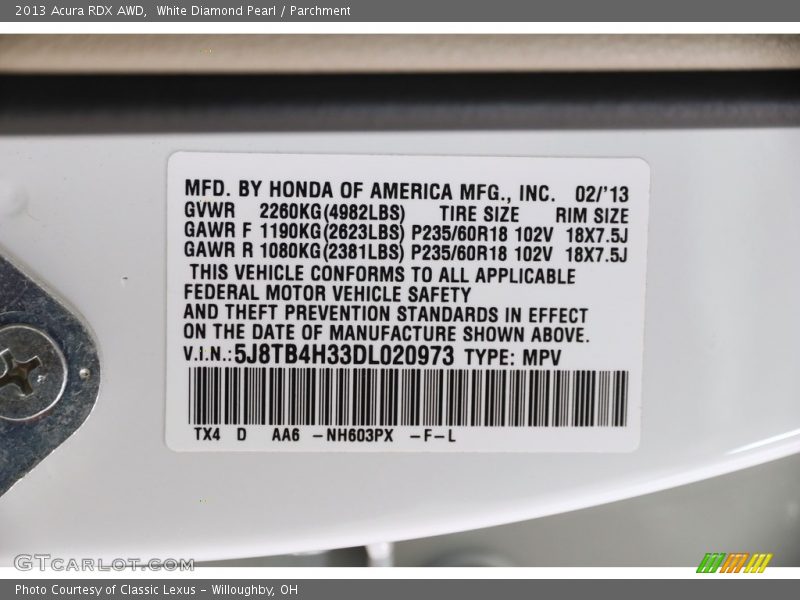 2013 Acura RDX AWD,  White Diamond Pearl / Parchment
MFD. BY HONDA OF AMERICA MFG., INC. 02/'13
GVWR 2260KG(4982LBS) TIRE SIZE RIM SIZE
GAWR F 1190KG(2623LBS) P235/60R18 102V 18X7.5J
GAWR R 1080KG(2381LBS) P235/60R18 102V 18X7.5J
THIS VEHICLE CONFORMS TO ALL APPLICABLE
FEDERAL MOTOR VEHICLE SAFETY
AND THEFT PREVENTION STANDARDS IN EFFECT
ON THE DATE OF MANUFACTURE SHOWN ABOVE.
V.I.N.:5J8TB4H33DL020973 TYPE: MPV
TX4 D AA6 -NH603PX -F-L
GTCARLOT.COM
Photo Courtesy of Classic Lexus - Willoughby, OH